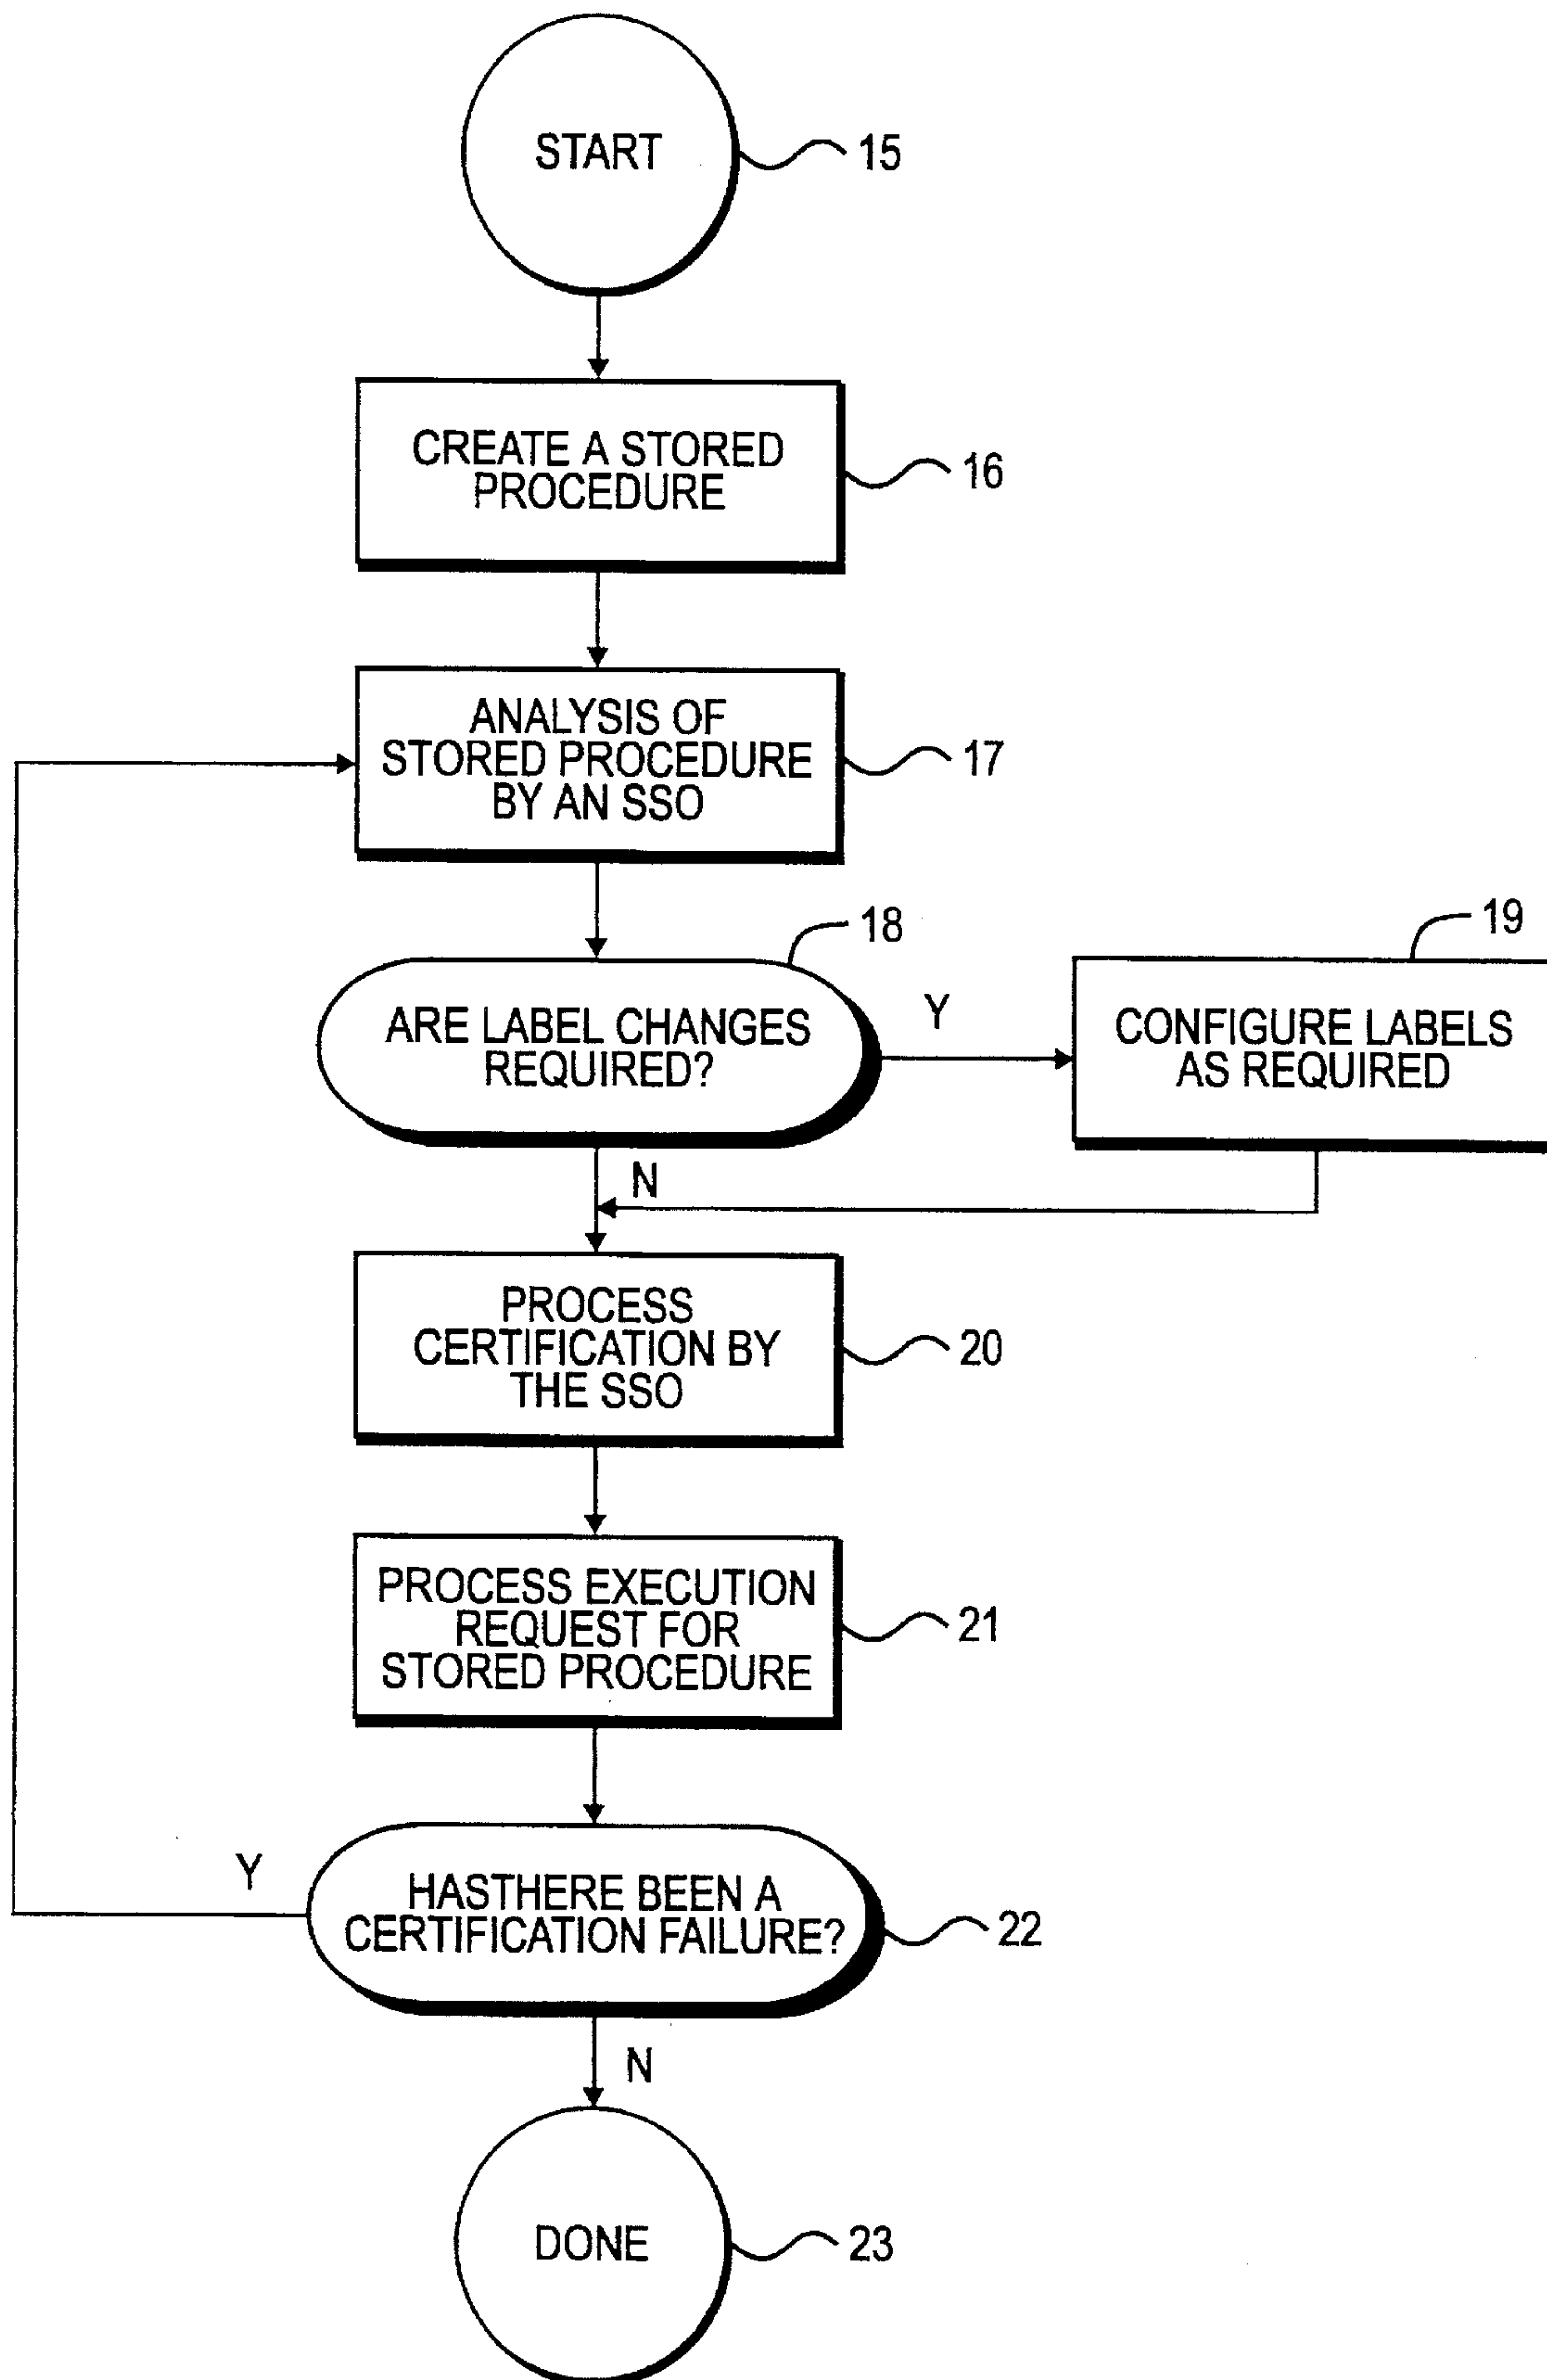 START
15
CREATE A STORED
PROCEDURE
16
ANALYSIS OF
STORED PROCEDURE
BY AN SSO
17
18
ARE LABEL CHANGES
REQUIRED?
Y
19
CONFIGURE LABELS
AS REQUIRED
N
PROCESS
CERTIFICATION BY
THE SSO
20
PROCESS EXECUTION
REQUEST FOR
STORED PROCEDURE
21
Y
HASTHERE BEEN A
CERTIFICATION FAILURE?
22
N
DONE
23